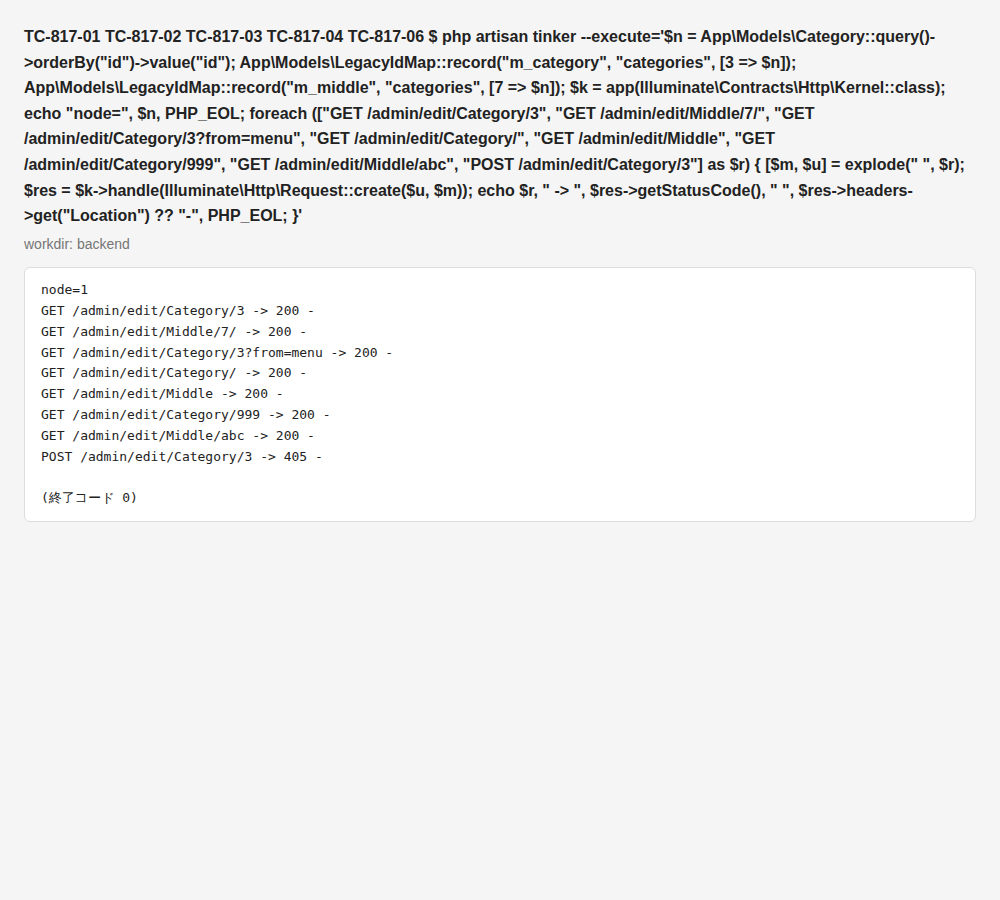 TC-817-01 TC-817-02 TC-817-03 TC-817-04 TC-817-06 $ php artisan tinker --execute='$n = App\Models\Category::query()-
>orderBy("id")->value("id"); App\Models\LegacyIdMap::record("m_category", "categories", [3 => $n]);
App\Models\LegacyIdMap::record("m_middle", "categories", [7 => $n]); $k = app(Illuminate\Contracts\Http\Kernel::class);
echo "node=", $n, PHP_EOL; foreach (["GET /admin/edit/Category/3", "GET /admin/edit/Middle/7/", "GET
/admin/edit/Category/3?from=menu", "GET /admin/edit/Category/", "GET /admin/edit/Middle", "GET
/admin/edit/Category/999", "GET /admin/edit/Middle/abc", "POST /admin/edit/Category/3"] as $r) { [$m, $u] = explode(" ", $r);
$res = $k->handle(Illuminate\Http\Request::create($u, $m)); echo $r, " -> ", $res->getStatusCode(), " ", $res->headers-
>get("Location") ?? "-", PHP_EOL; }'
workdir: backend
node=1
GET /admin/edit/Category/3 -> 200 -
GET /admin/edit/Middle/7/ -> 200 -
GET /admin/edit/Category/3?from=menu -> 200 -
GET /admin/edit/Category/ -> 200 -
GET /admin/edit/Middle -> 200 -
GET /admin/edit/Category/999 -> 200 -
GET /admin/edit/Middle/abc -> 200 -
POST /admin/edit/Category/3 -> 405 -
(終了コード 0)